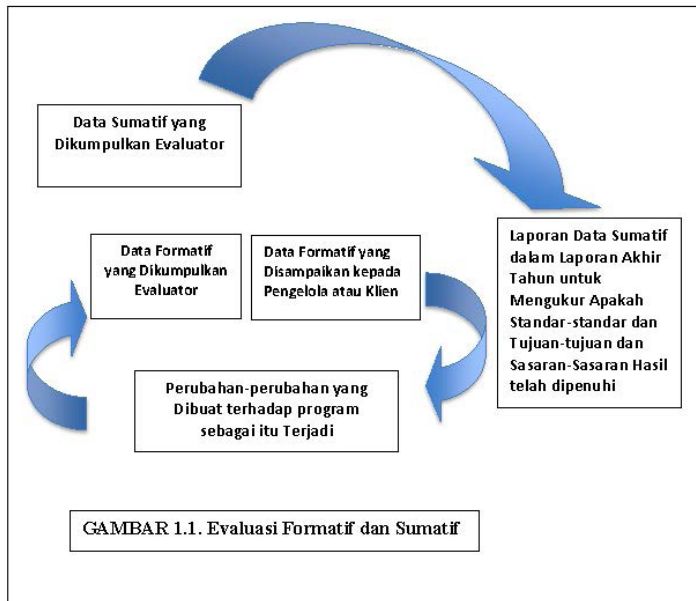 Data Sumatif yang
Dikumpulkan Evaluator
Data Formatif
yang Dikumpulkan
Evaluator
Data Formatif yang
Disampaikan kepada
Pengelola atau Klien
Laporan Data Sumatif
dalam Laporan Akhir
Tahun untuk
Mengukur Apakah
Standar-standar dan
Tujuan-tujuan dan
Sasaran-Sasaran Hasil
telah dipenuhi
Perubahan-perubahan yang
Dibuat terhadap program
sebagai itu Terjadi
GAMBAR 1.1. Evaluasi Formatif dan Sumatif